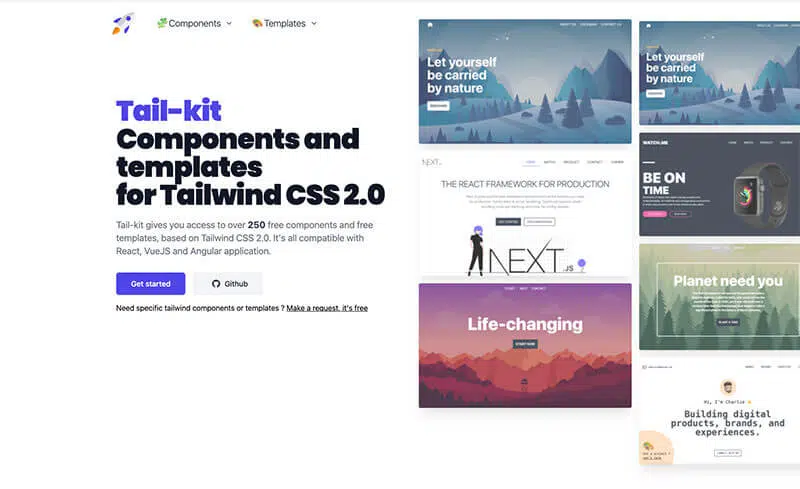 Components
Templates
Tail-kit
Components and
templates
for Tailwind CSS 2.0
Tail-kit gives you access to over 250 free components and free
templates, based on Tailwind CSS 2.0. It's all compatible with
React, VueJS and Angular application.
Get started
Github
Need specific tailwind components or templates ? Make a request, it's free
Let yourself
be carried
by nature
NEXT.
THE REACT FRAMEWORK FOR PRODUCTION
NEXT.JS
Life-changing
START NOW
Let yourself
be carried
by nature
BE ON
TIME
Planet need you
PLANT A TREE
Hi, I'm Charlie
Building digital
products, brands, and
experiences.